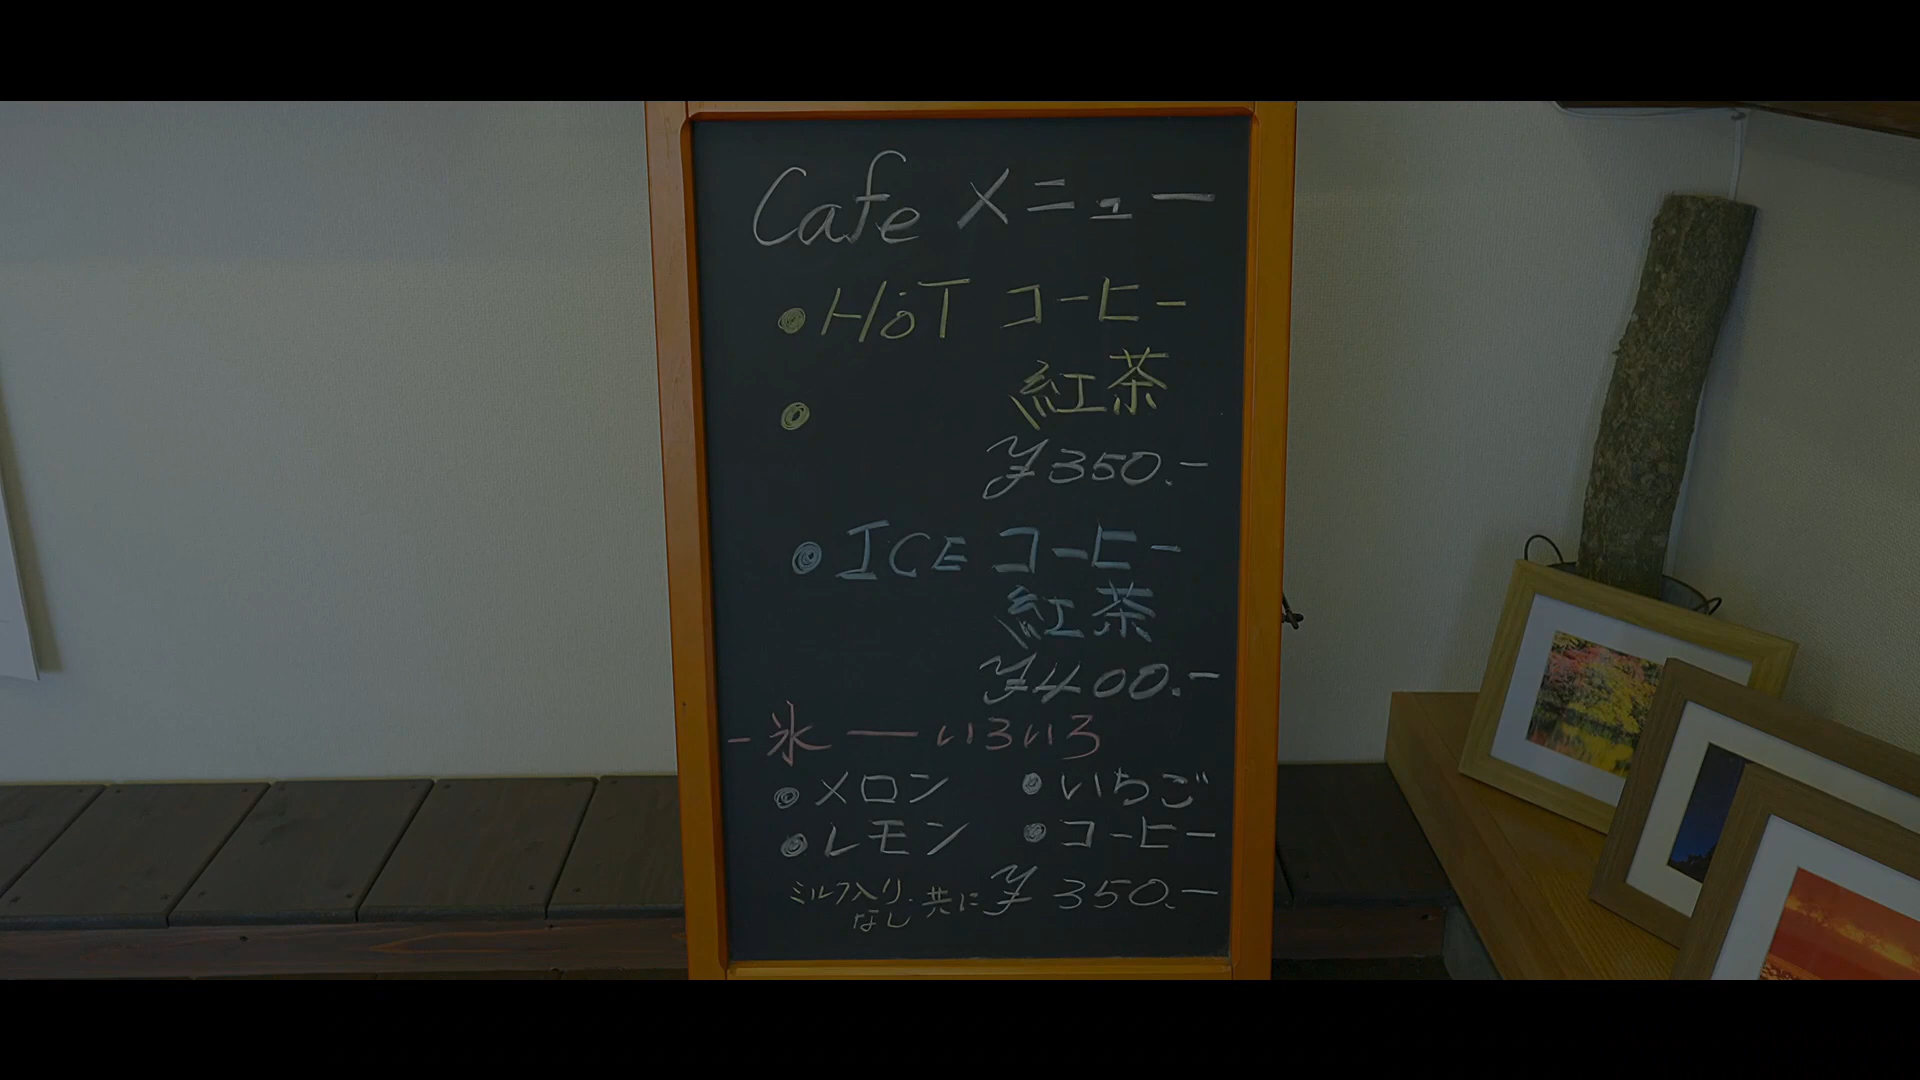 Cafe メニュー
●HOT コーヒー
● 紅茶
¥350.-
●ICE コーヒー
紅茶
¥400.-
-氷 ― いろいろ
●メロン ●いちご
●レモン ●コーヒー
ミルク入り・共に ¥350.-
なし